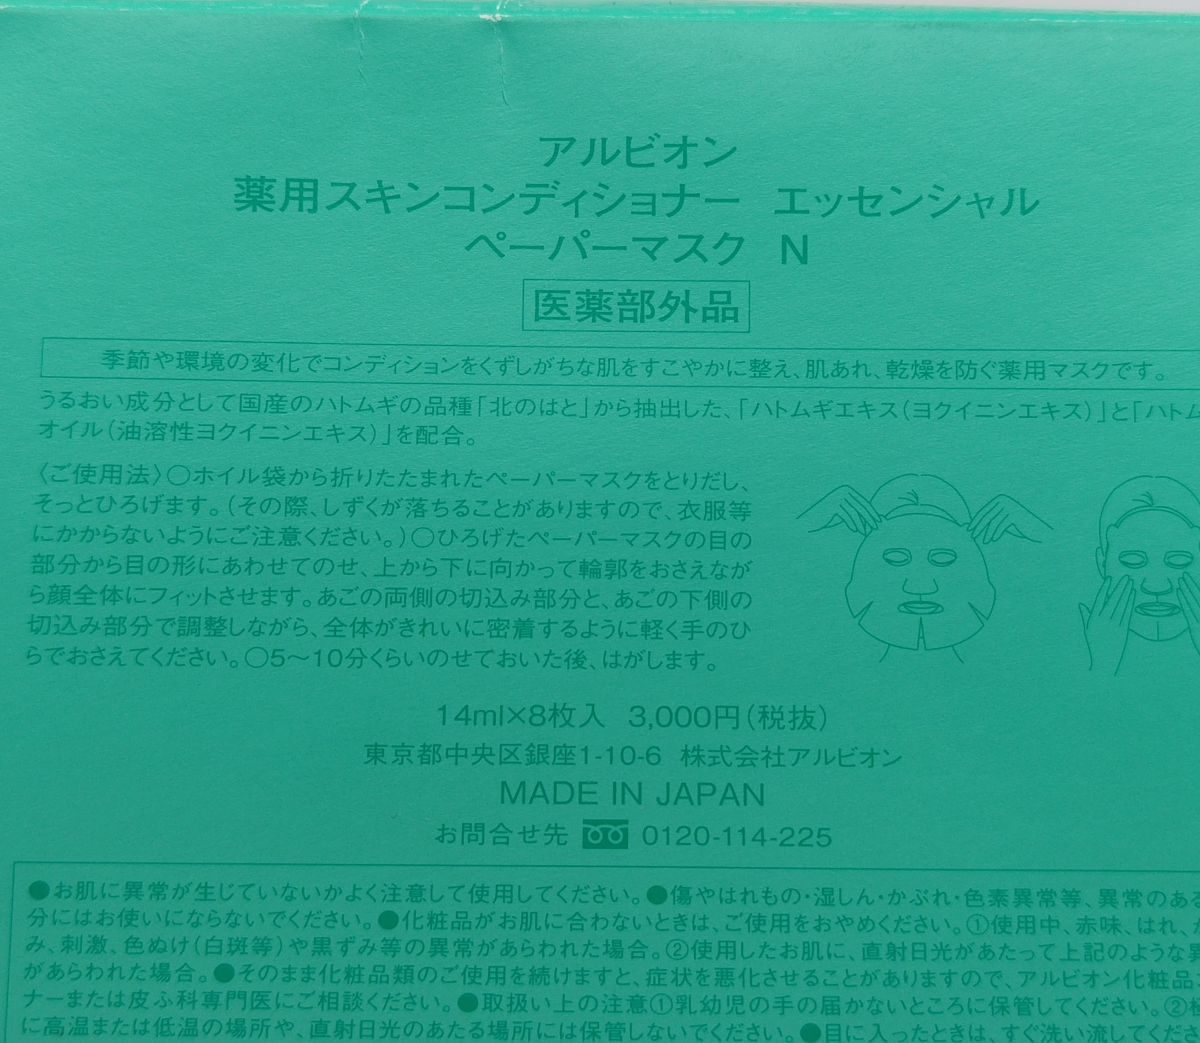 アルビオン
薬用スキンコンディショナー エッセンシャル
ペーパーマスク N
医薬部外品
季節や環境の変化でコンディションをくずしがちな肌をすこやかに整え、肌あれ、乾燥を防ぐ薬用マスクです。
うるおい成分として国産のハトムギの品種「北のはと」から抽出した、「ハトムギエキス(ヨクイニンエキス)」と「ハトム
オイル(油溶性ヨクイニンエキス)」を配合。
〈ご使用法〉○ホイル袋から折りたたまれたペーパーマスクをとりだし、
そっとひろげます。(その際、しずくが落ちることがありますので、衣服等
にかからないようにご注意ください。)○ひろげたペーパーマスクの目の
部分から目の形にあわせてのせ、上から下に向かって輪郭をおさえなが
ら顔全体にフィットさせます。あごの両側の切込み部分と、あごの下側の
切込み部分で調整しながら、全体がきれいに密着するように軽く手のひ
らでおさえてください。○5〜10分くらいのせておいた後、はがします。
14ml×8枚入 3,000円(税抜)
東京都中央区銀座1-10-6 株式会社アルビオン
MADE IN JAPAN
お問合せ先 0120-114-225
●お肌に異常が生じていないかよく注意して使用してください。●傷やはれもの・湿しん・かぶれ・色素異常等、異常のある
分にはお使いにならないでください。●化粧品がお肌に合わないときは、ご使用をおやめください。①使用中、赤味、はれ、
み、刺激、色ぬけ(白斑等)や黒ずみ等の異常があらわれた場合。②使用したお肌に、直射日光があたって上記のような
があらわれた場合。●そのまま化粧品類のご使用を続けますと、症状を悪化させることがありますので、アルビオン化粧品
ナーまたは皮ふ科専門医にご相談ください。●取扱い上の注意①乳幼児の手の届かないところに保管してください。②
に高温または低温の場所や、直射日光のあたる場所には保管しないでください。●目に入ったときは、すぐ洗い流してくださ